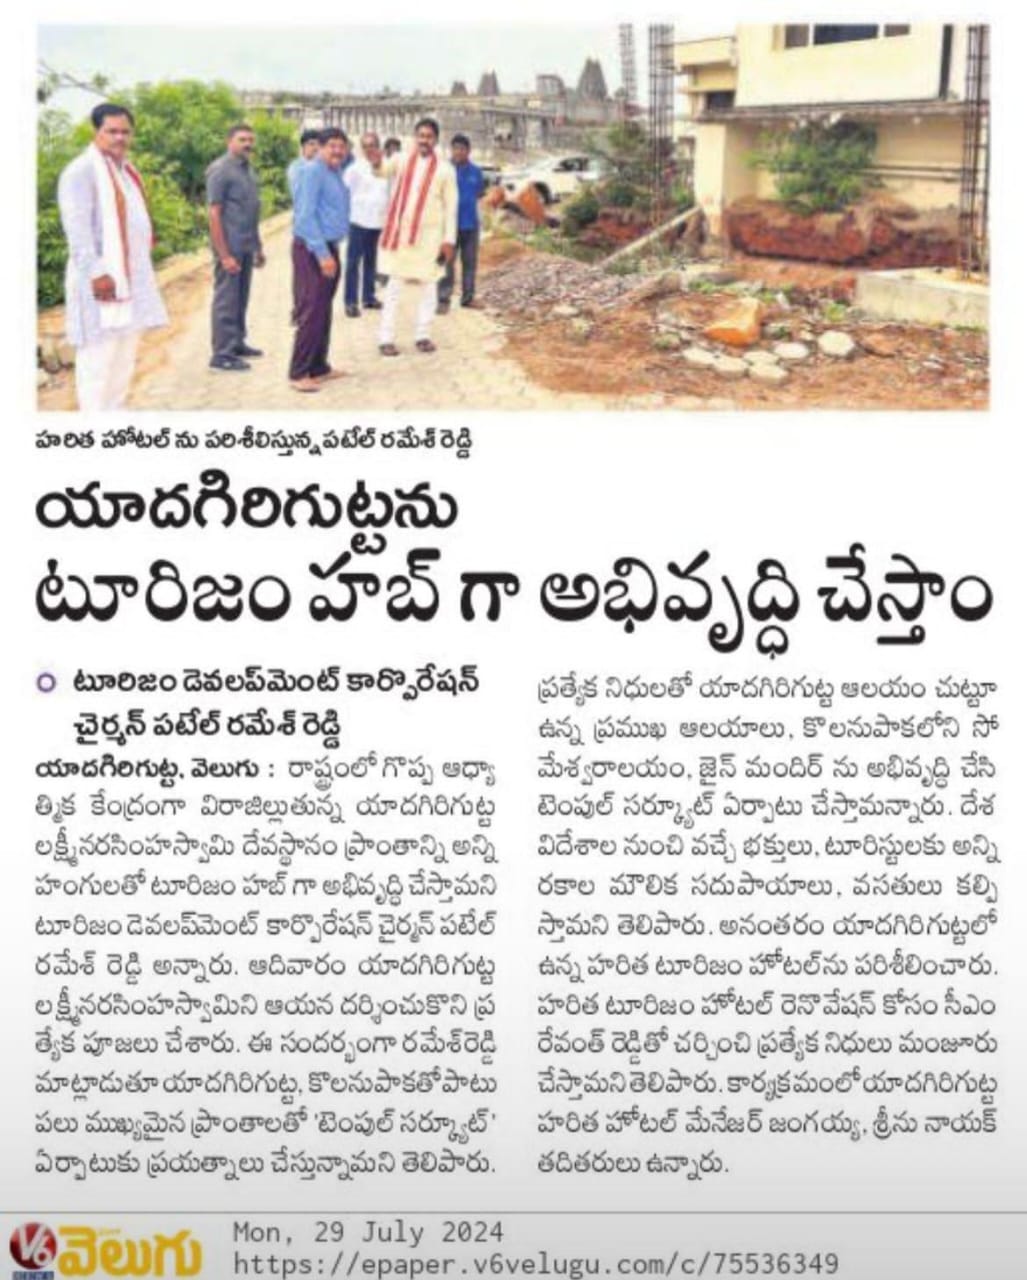 హరిత హోటల్ ను పరిశీలిస్తున్న పటేల్ రమేశ్ రెడ్డి
యాదగిరిగుట్టను
టూరిజం హబ్ గా అభివృద్ధి చేస్తాం
టూరిజం డెవలప్‌మెంట్ కార్పొరేషన్
చైర్మన్ పటేల్ రమేశ్ రెడ్డి
యాదగిరిగుట్ట, వెలుగు : రాష్ట్రంలో గొప్ప ఆధ్యా
త్మిక కేంద్రంగా విరాజిల్లుతున్న యాదగిరిగుట్ట
లక్ష్మీనరసింహస్వామి దేవస్థానం ప్రాంతాన్ని అన్ని
హంగులతో టూరిజం హబ్ గా అభివృద్ధి చేస్తామని
టూరిజం డెవలప్‌మెంట్ కార్పొరేషన్ చైర్మన్ పటేల్
రమేశ్ రెడ్డి అన్నారు. ఆదివారం యాదగిరిగుట్ట
లక్ష్మీనరసింహస్వామిని ఆయన దర్శించుకొని ప్ర
త్యేక పూజలు చేశారు. ఈ సందర్భంగా రమేశ్‌రెడ్డి
మాట్లాడుతూ యాదగిరిగుట్ట, కొలనుపాకతోపాటు
పలు ముఖ్యమైన ప్రాంతాలతో 'టెంపుల్ సర్క్యూట్'
ఏర్పాటుకు ప్రయత్నాలు చేస్తున్నామని తెలిపారు.
ప్రత్యేక నిధులతో యాదగిరిగుట్ట ఆలయం చుట్టూ
ఉన్న ప్రముఖ ఆలయాలు, కొలనుపాకలోని సో
మేశ్వరాలయం, జైన్ మందిర్ ను అభివృద్ధి చేసి
టెంపుల్ సర్క్యూట్ ఏర్పాటు చేస్తామన్నారు. దేశ
విదేశాల నుంచి వచ్చే భక్తులు, టూరిస్టులకు అన్ని
రకాల మౌలిక సదుపాయాలు, వసతులు కల్పి
స్తామని తెలిపారు. అనంతరం యాదగిరిగుట్టలో
ఉన్న హరిత టూరిజం హోటల్‌ను పరిశీలించారు.
హరిత టూరిజం హోటల్ రెనొవేషన్ కోసం సీఎం
రేవంత్ రెడ్డితో చర్చించి ప్రత్యేక నిధులు మంజూరు
చేస్తామని తెలిపారు. కార్యక్రమంలో యాదగిరిగుట్ట
హరిత హోటల్ మేనేజర్ జంగయ్య, శ్రీను నాయక్
తదితరులు ఉన్నారు.
V6 వెలుగు
Mon, 29 July 2024
https://epaper.v6velugu.com/c/75536349